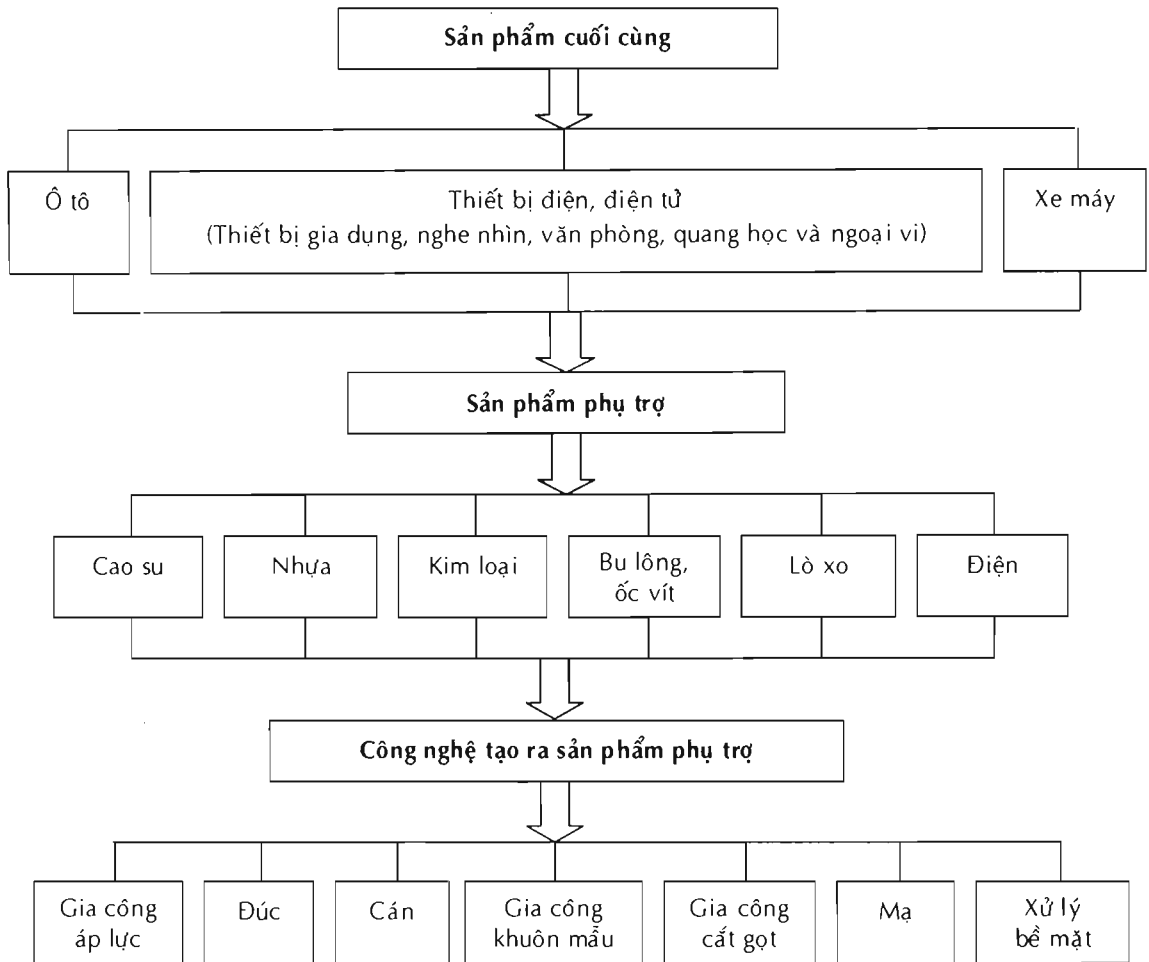 Sản phẩm cuối cùng
Ô tô
Thiết bị điện, điện tử
(Thiết bị gia dụng, nghe nhìn, văn phòng, quang học và ngoại vi)
Xe máy
Sản phẩm phụ trợ
Cao su
Nhựa
Kim loại
Bu lông,
ốc vít
Lò xo
Điện
Công nghệ tạo ra sản phẩm phụ trợ
Gia công
áp lực
Đúc
Cán
Gia công
khuôn mẫu
Gia công
cắt gọt
Mạ
Xử lý
bề mặt